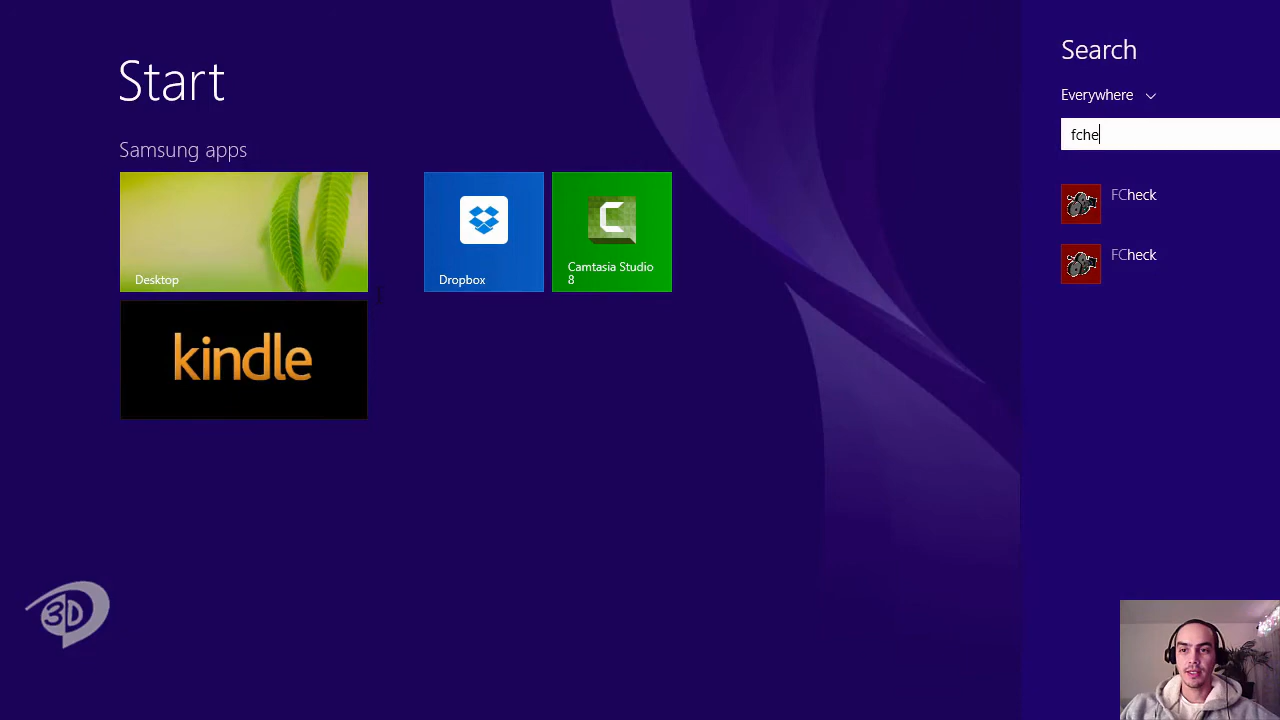 Start
Search
Everywhere
fche
Samsung apps
FCheck
FCheck
Desktop
Dropbox
Camtasia Studio
8
kindle
3D